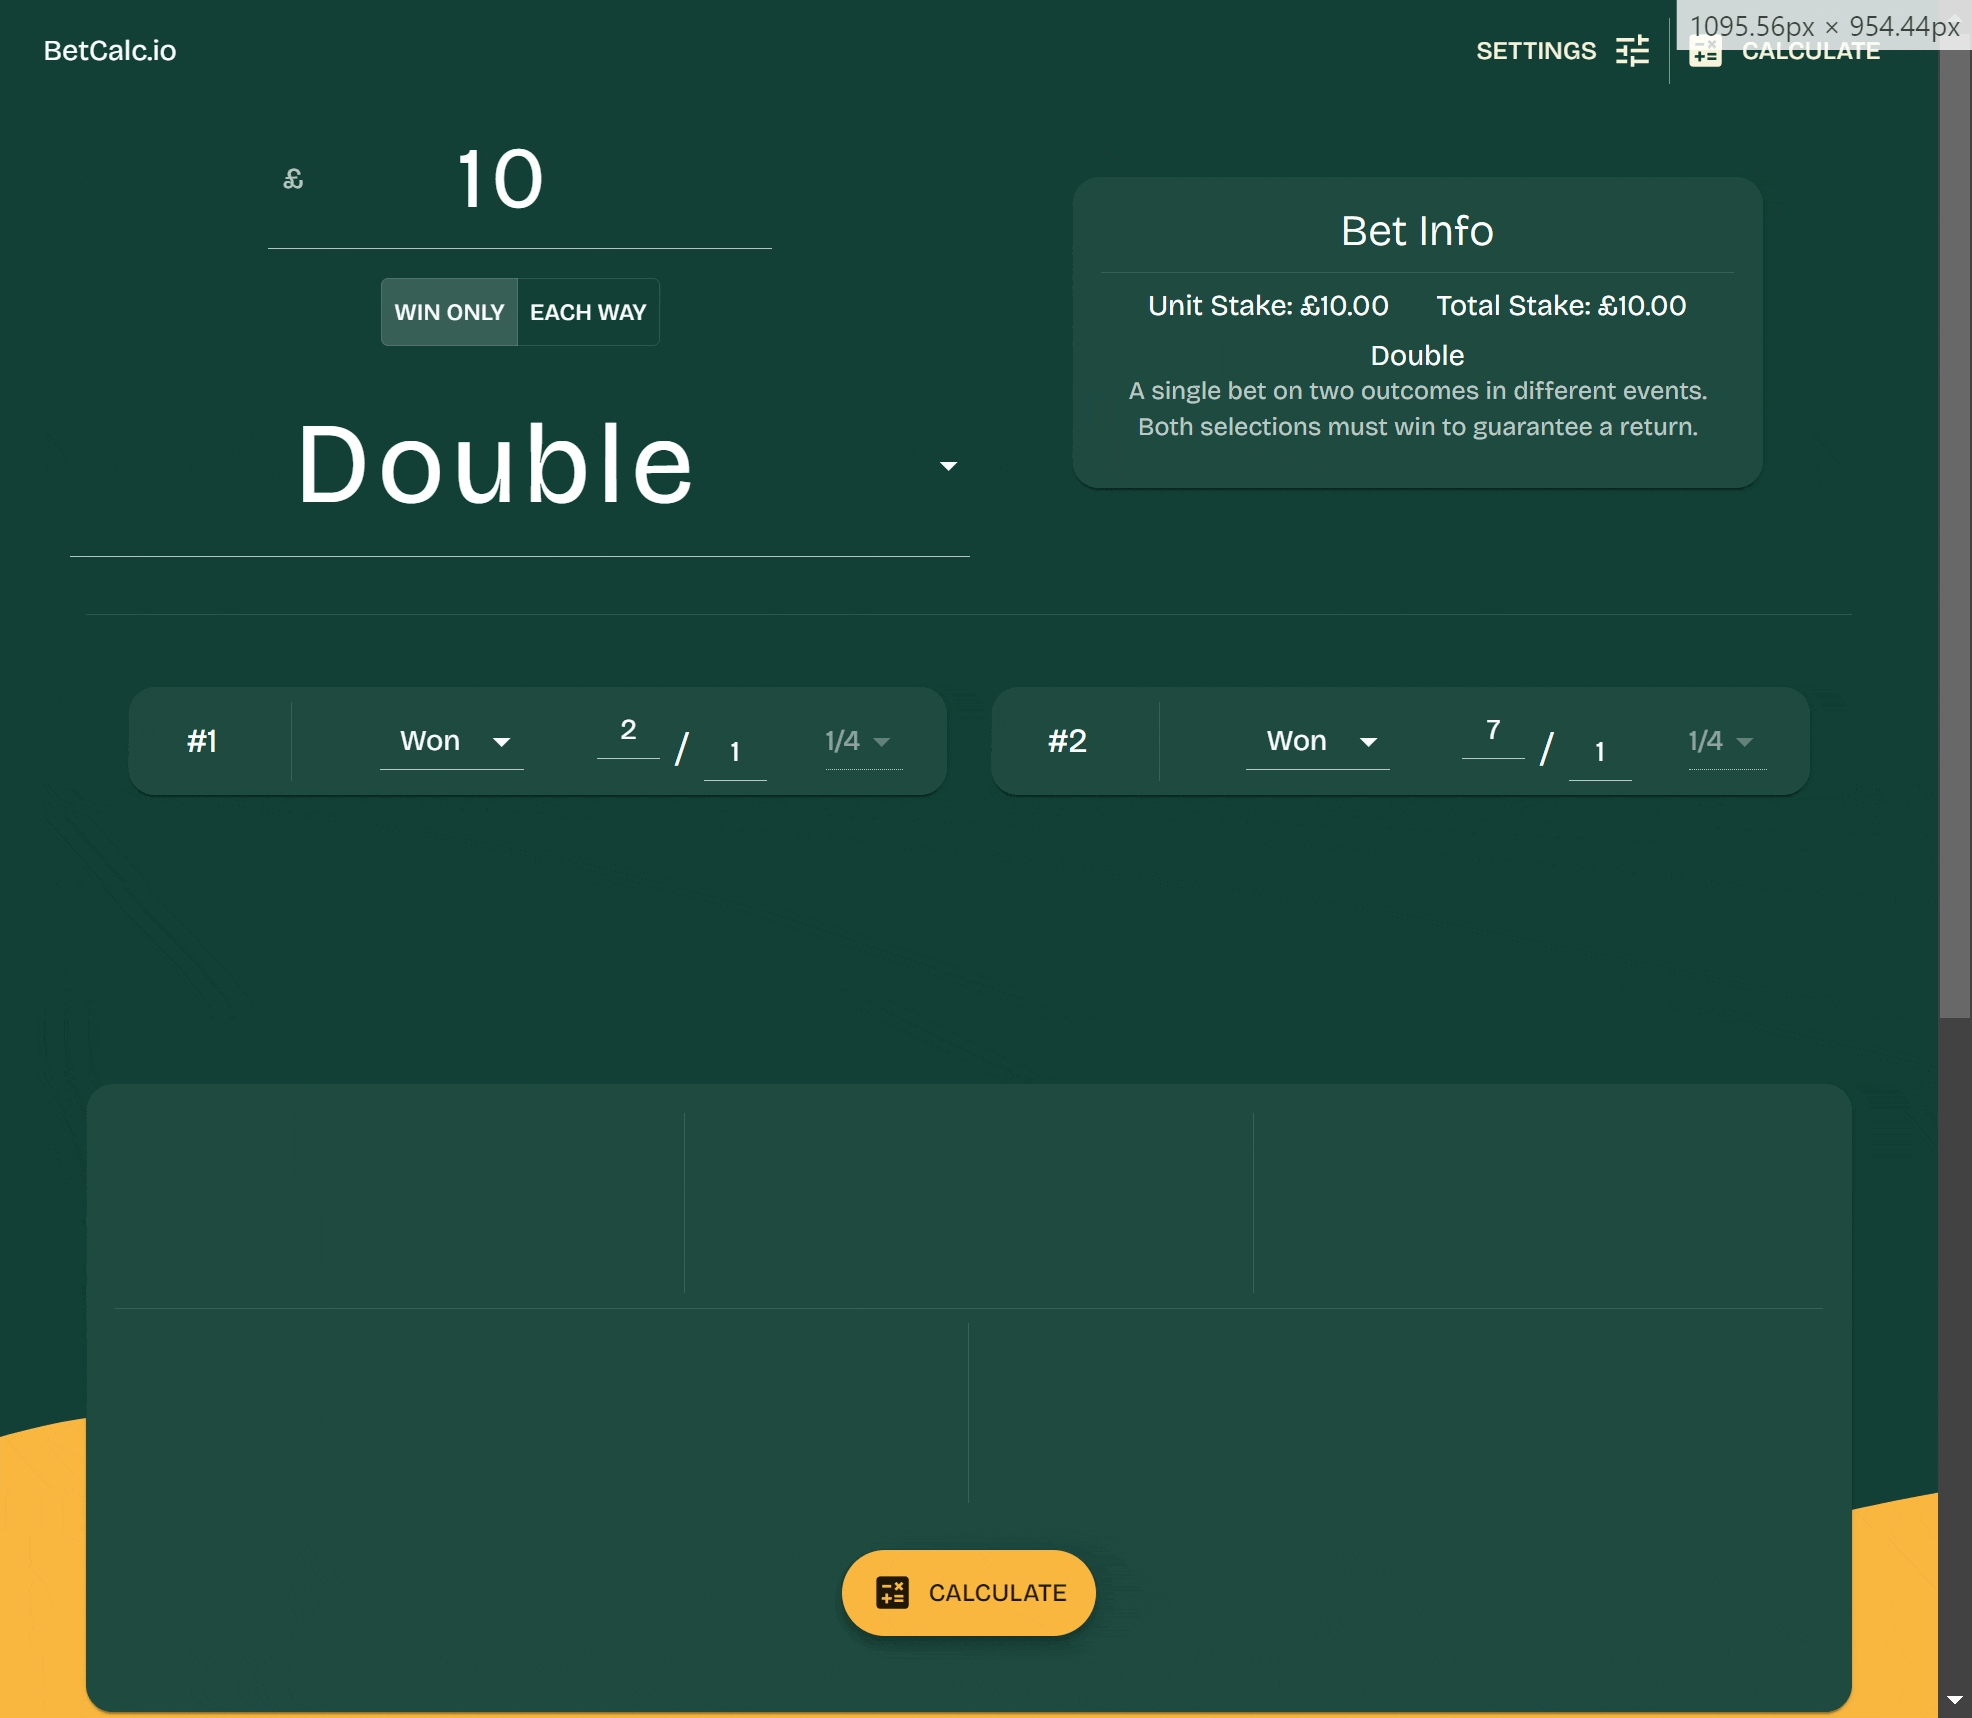 BetCalc.io
SETTINGS
CALCULATE
1095.56px × 954.44px
£ 10
WIN ONLY EACH WAY
Double
Bet Info
Unit Stake: £10.00 Total Stake: £10.00
Double
A single bet on two outcomes in different events.
Both selections must win to guarantee a return.
#1 Won 2 / 1 1/4
#2 Won 7 / 1 1/4
CALCULATE